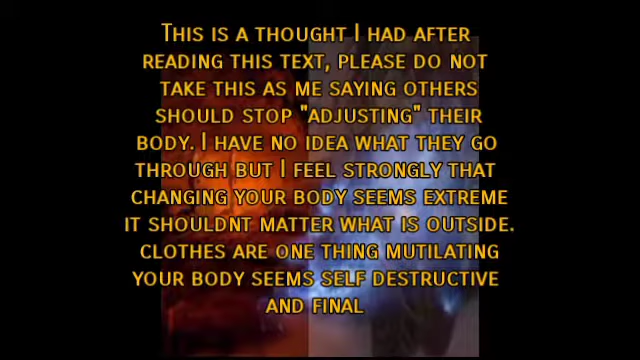 This is a thought I had after
reading this text, please do not
take this as me saying others
should stop "adjusting" their
body. I have no idea what they go
through but I feel strongly that
changing your body seems extreme
it shouldnt matter what is outside.
clothes are one thing mutilating
your body seems self destructive
and final